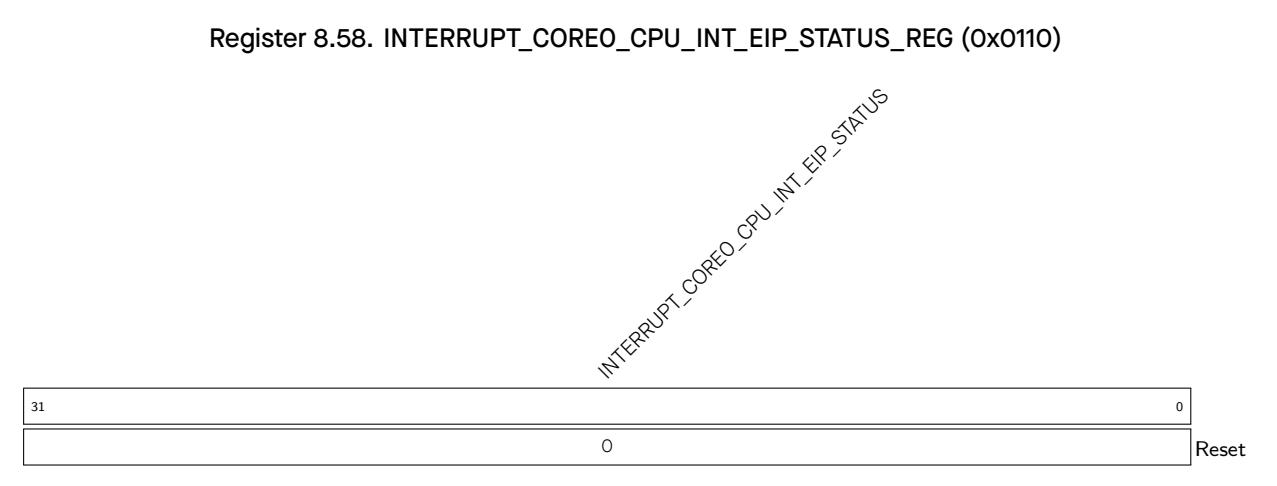 Register 8.58. INTERRUPT_CORE0_CPU_INT_EIP_STATUS_REG (0x0110)
INTERRUPT_CORE0_CPU_INT_EIP_STATUS
31 0
0 Reset